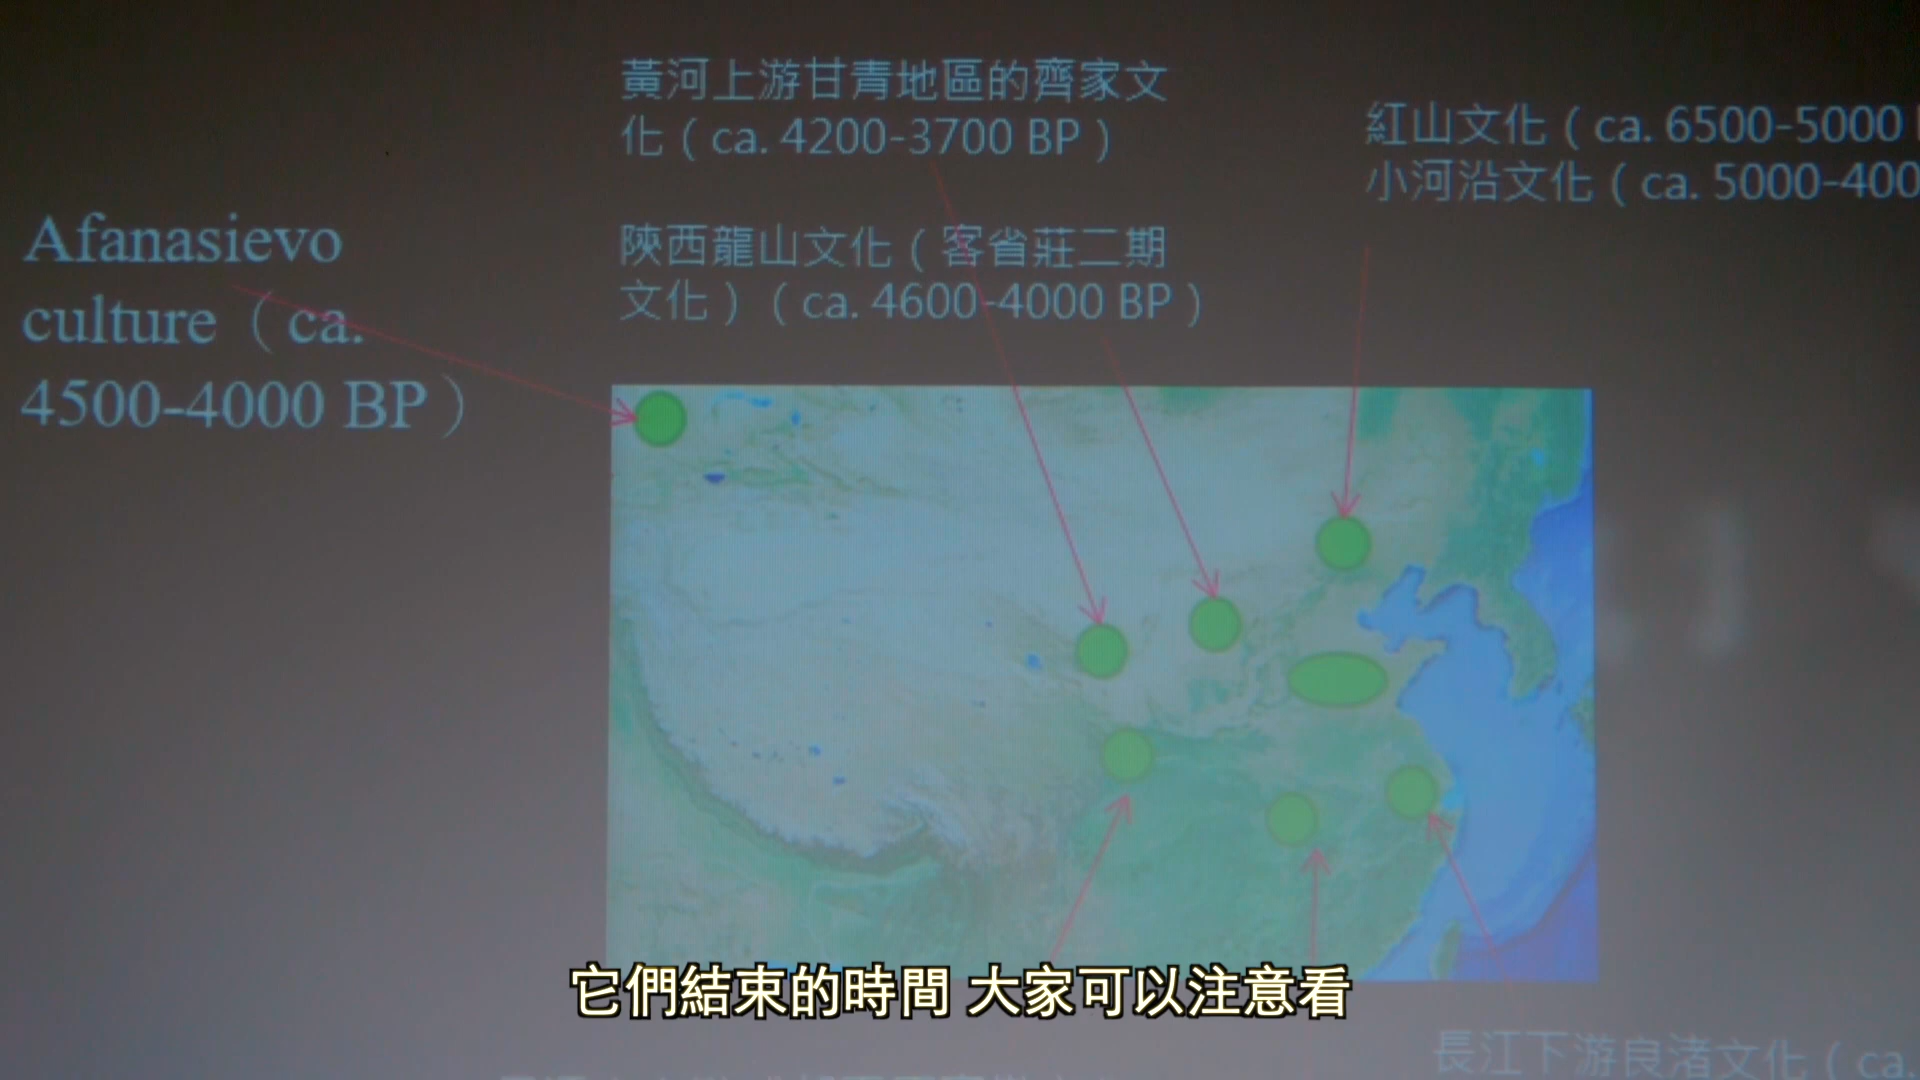 黃河上游甘青地區的齊家文
化（ca. 4200-3700 BP）
紅山文化（ca. 6500-5000
小河沿文化（ca. 5000-400
Afanasievo
culture（ca.
4500-4000 BP）
陝西龍山文化（客省莊二期
文化）（ca. 4600-4000 BP）
它們結束的時間 大家可以注意看
長江下游良渚文化（ca.